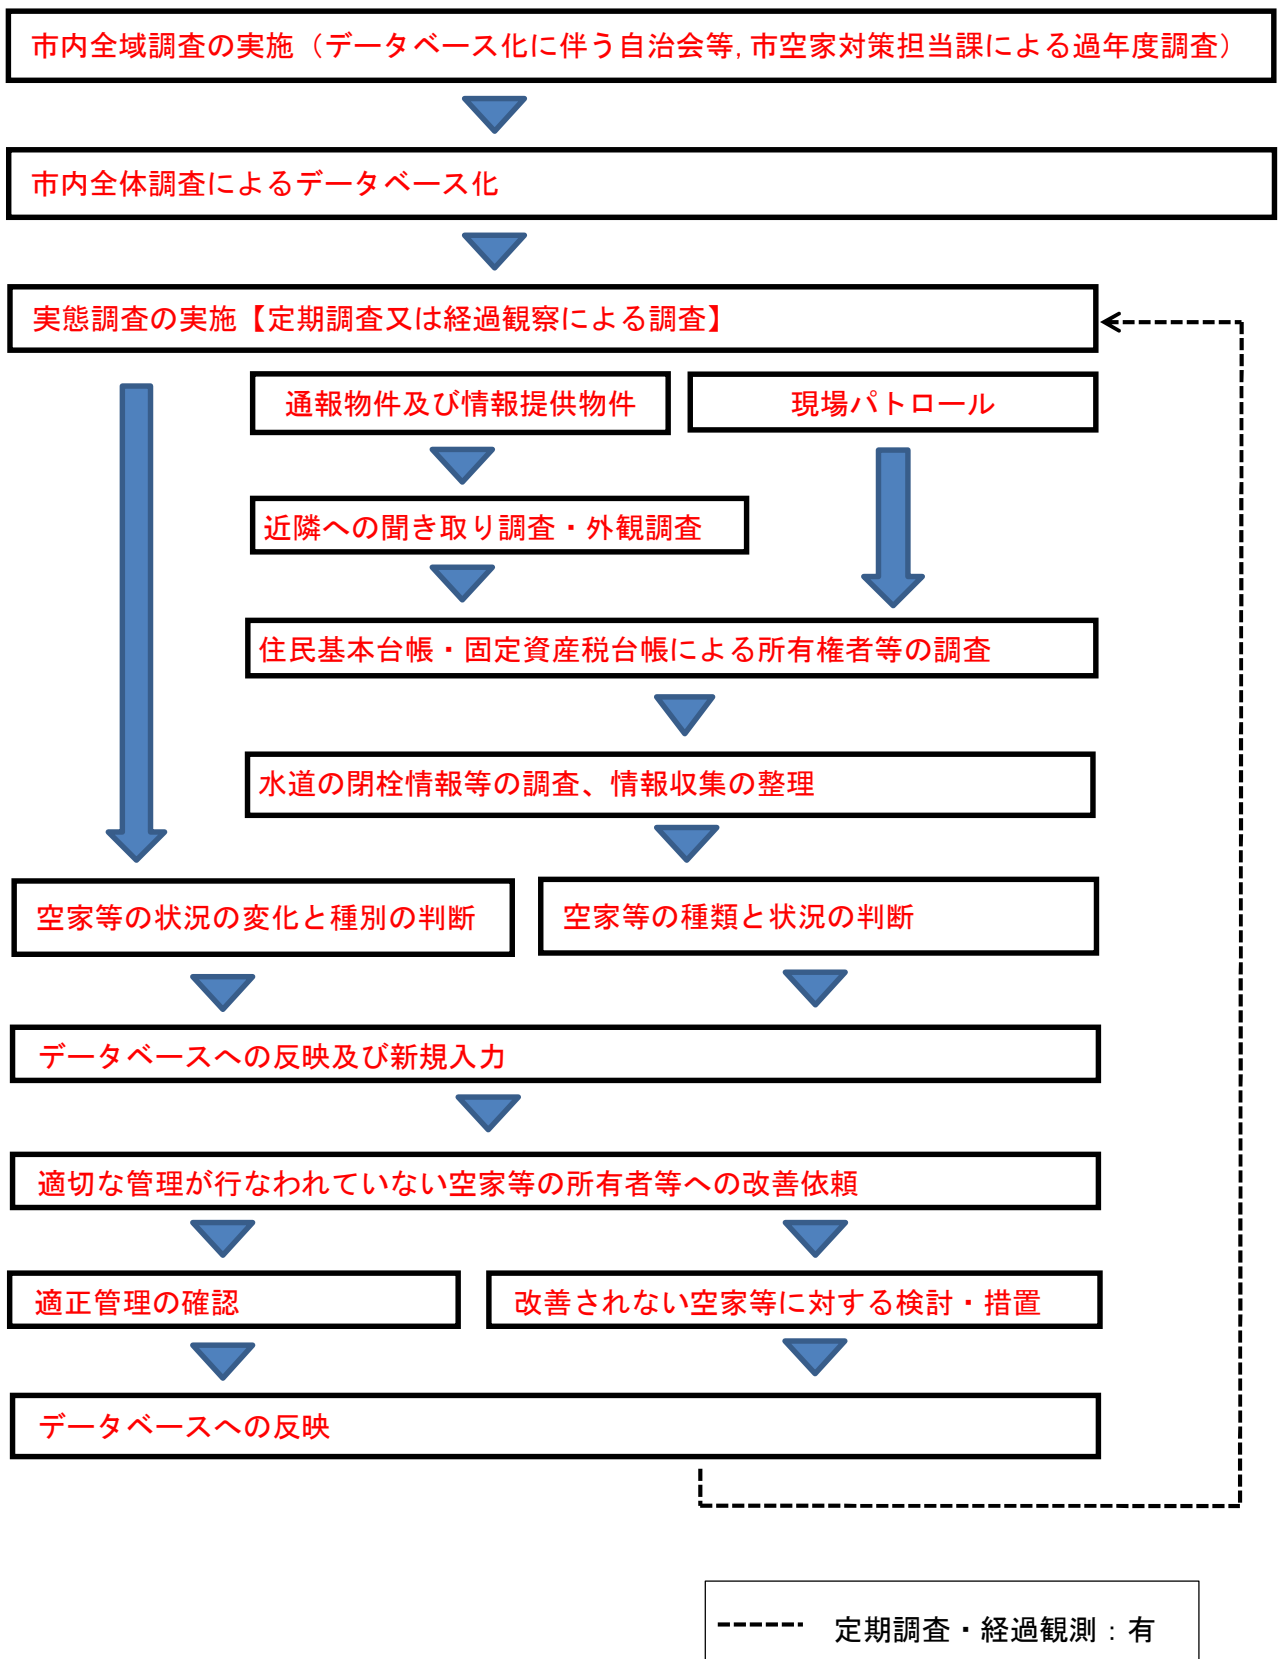 市内全域調査の実施（データベース化に伴う自治会等,市空家対策担当課による過年度調査）
市内全体調査によるデータベース化
実態調査の実施【定期調査又は経過観察による調査】
通報物件及び情報提供物件
現場パトロール
近隣への聞き取り調査・外観調査
住民基本台帳・固定資産税台帳による所有権者等の調査
水道の閉栓情報等の調査、情報収集の整理
空家等の状況の変化と種別の判断
空家等の種類と状況の判断
データベースへの反映及び新規入力
適切な管理が行なわれていない空家等の所有者等への改善依頼
適正管理の確認
改善されない空家等に対する検討・措置
データベースへの反映
定期調査・経過観測：有